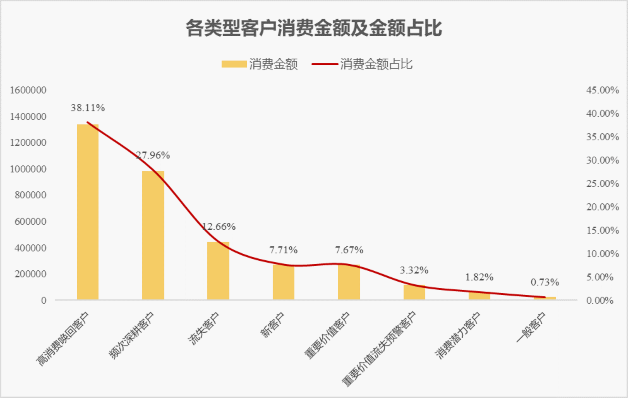 各类型客户消费金额及金额占比
消费金额 消费金额占比
1600000
1400000
1200000
1000000
800000
600000
400000
200000
0
45.00%
40.00%
35.00%
30.00%
25.00%
20.00%
15.00%
10.00%
5.00%
0.00%
38.11%
27.96%
12.66%
7.71%
7.67%
3.32%
1.82%
0.73%
高消费唤回客户
频次深耕客户
流失客户
新客户
重要价值客户
重要价值流失预警客户
消费潜力客户
一般客户